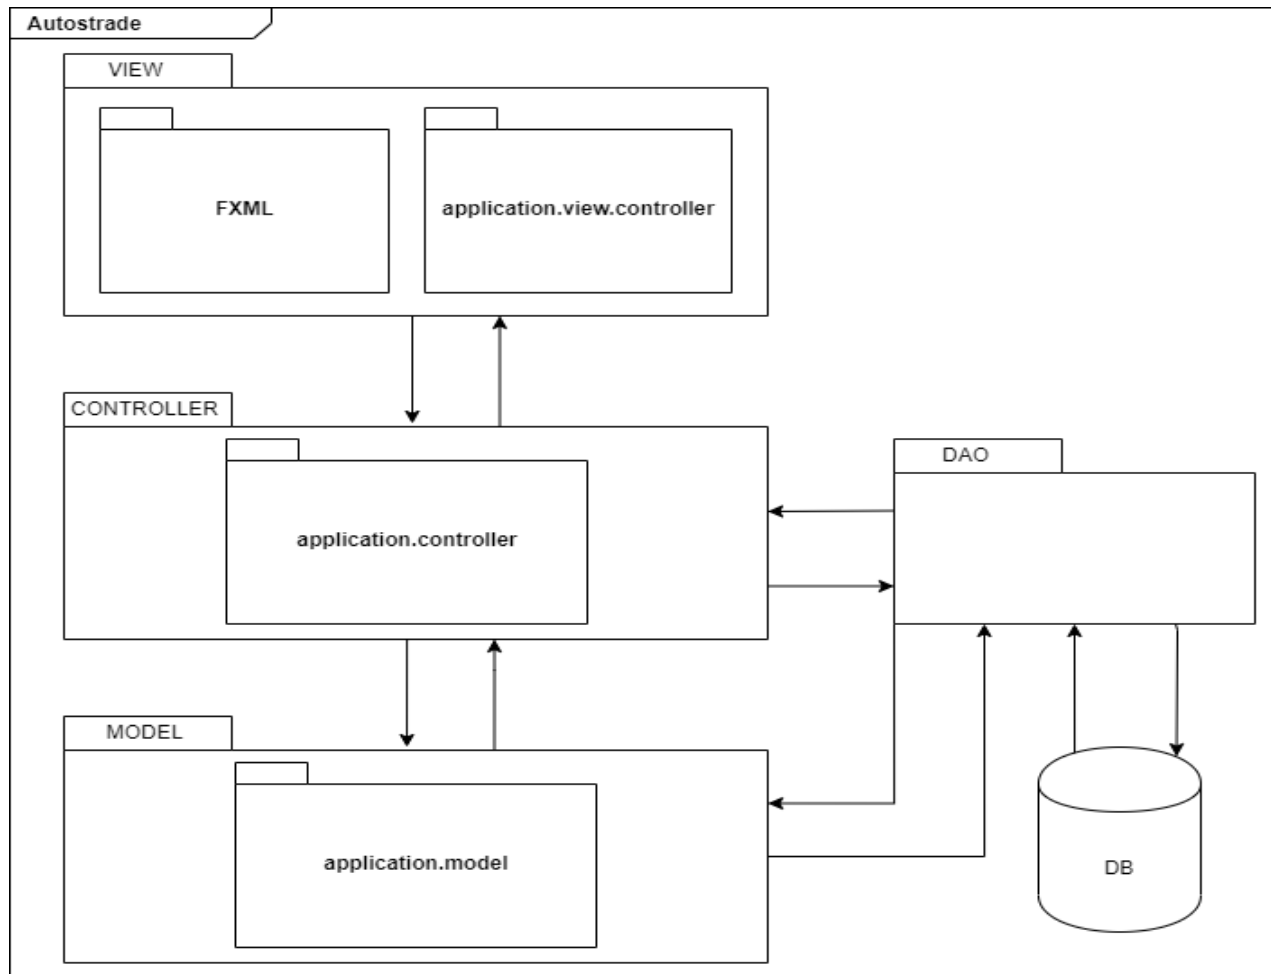 Autostrade
VIEW
FXML
application.view.controller
CONTROLLER
application.controller
DAO
MODEL
application.model
DB